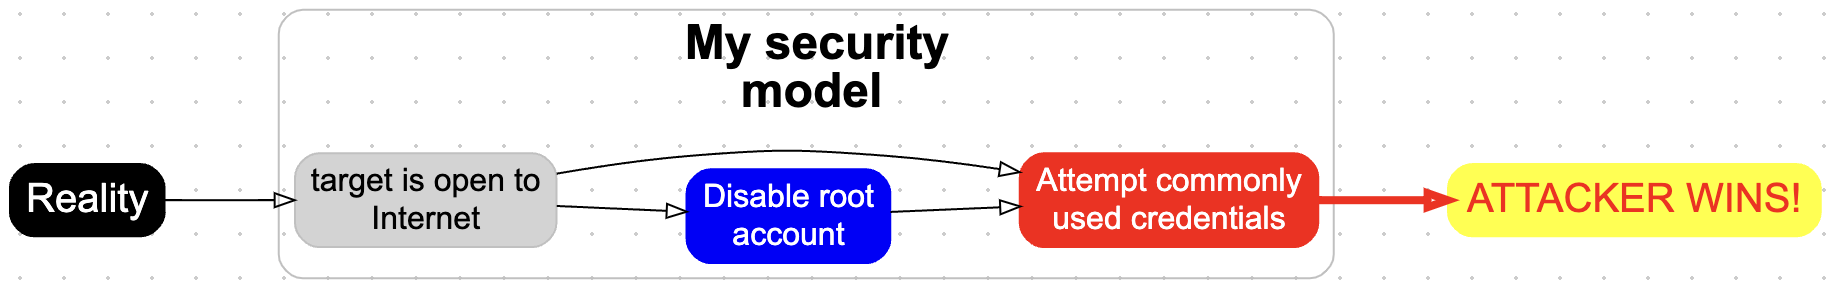 My security
model
Reality
target is open to
Internet
Disable root
account
Attempt commonly
used credentials
ATTACKER WINS!